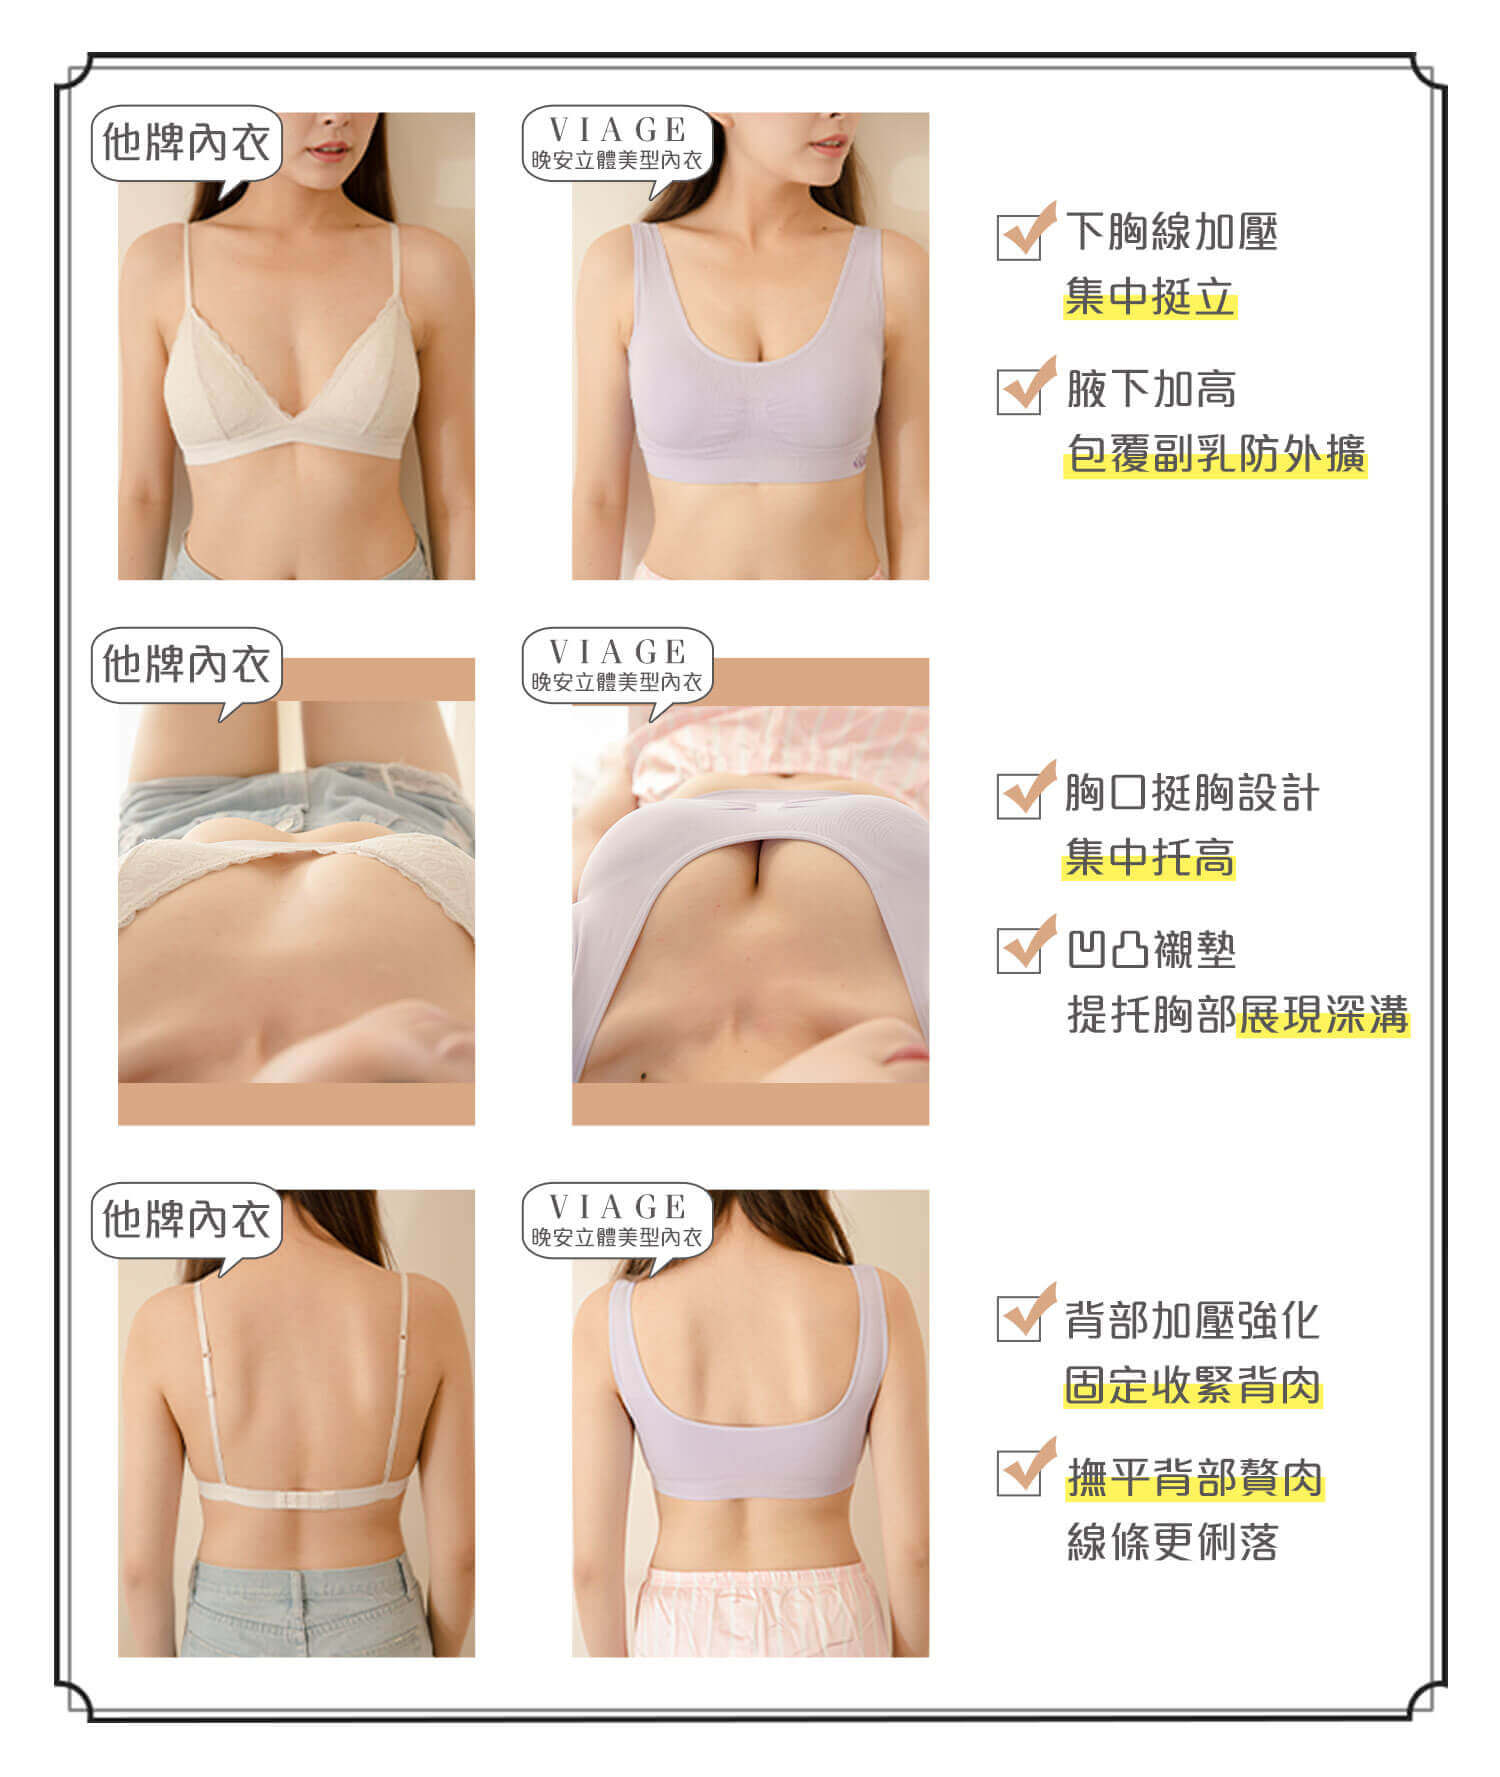 他牌內衣
VIAGE
晚安立體美型內衣
下胸線加壓
集中挺立
腋下加高
包覆副乳防外擴
他牌內衣
VIAGE
晚安立體美型內衣
胸口挺胸設計
集中托高
凹凸襯墊
提托胸部展現深溝
他牌內衣
VIAGE
晚安立體美型內衣
背部加壓強化
固定收緊背肉
撫平背部贅肉
線條更俐落